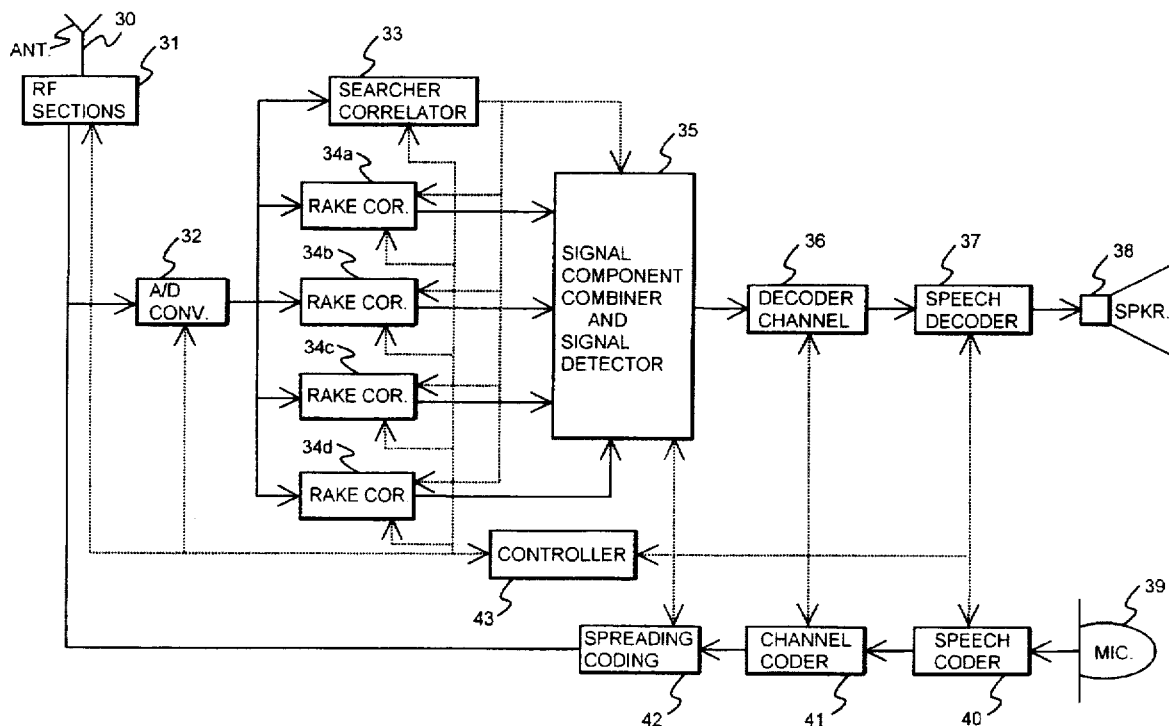 30
ANT.
31
RF
SECTIONS
33
SEARCHER
CORRELATOR
35
34a
RAKE COR.
32
A/D
CONV.
34b
RAKE COR.
34c
RAKE COR.
34d
RAKE COR
SIGNAL
COMPONENT
COMBINER
AND
SIGNAL
DETECTOR
36
DECODER
CHANNEL
37
SPEECH
DECODER
38
SPKR.
CONTROLLER
43
39
MIC.
SPREADING
CODING
42
CHANNEL
CODER
41
SPEECH
CODER
40